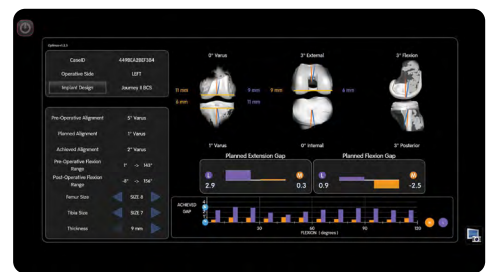 CaseID 4490EA3BEF504
Operative Side LEFT
Implant Design Journey II BCS
Pre-Operative Alignment 5° Varus
Planned Alignment 1° Varus
Achieved Alignment 2° Varus
Pre-Operative Flexion Range 1° -> 143°
Post-Operative Flexion Range -8° -> 156°
Femur Size SIZE 8
Tibia Size SIZE 7
Thickness 9 mm
0° Varus 3° External 3° Flexion
11 mm 9 mm 9 mm 6 mm
6 mm 11 mm
1° Varus 0° Internal 3° Posterior
Planned Extension Gap Planned Flexion Gap
L M L M
2.9 0.3 0.9 -2.5
ACHIEVED GAP
30 60 90 120
FLEXION (degrees)